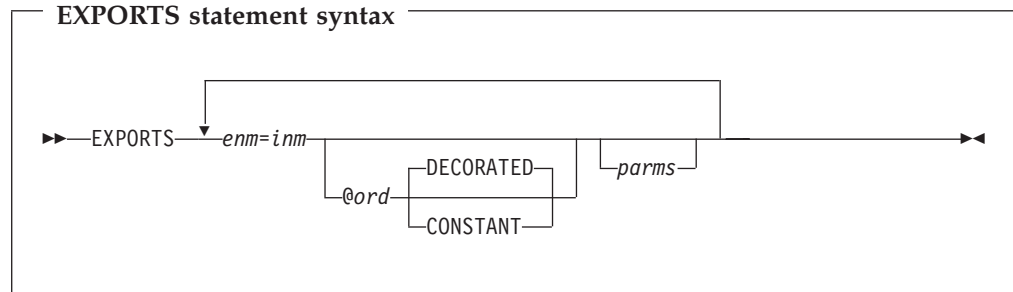 EXPORTS statement syntax
EXPORTS enm=inm
DECORATED parms
@ord
CONSTANT